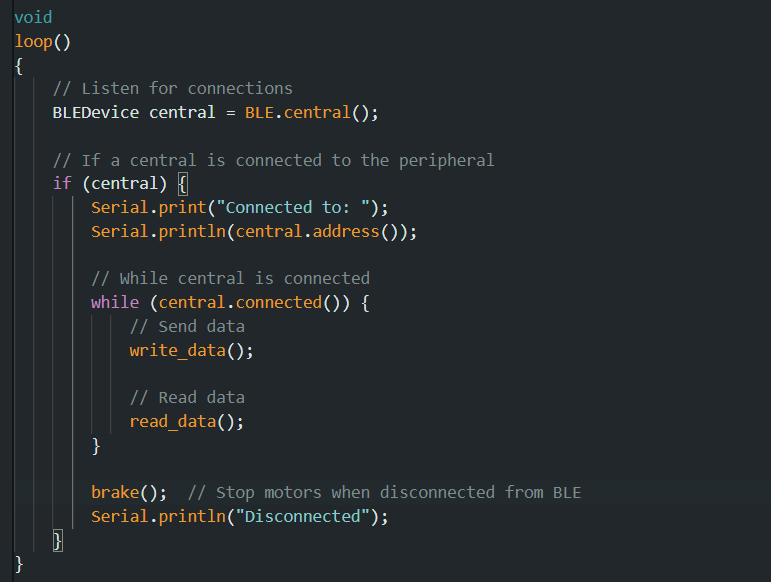 void
loop()
{
    // Listen for connections
    BLEDevice central = BLE.central();

    // If a central is connected to the peripheral
    if (central) {
        Serial.print("Connected to: ");
        Serial.println(central.address());

        // While central is connected
        while (central.connected()) {
            // Send data
            write_data();

            // Read data
            read_data();
        }

        brake();  // Stop motors when disconnected from BLE
        Serial.println("Disconnected");
    }
}